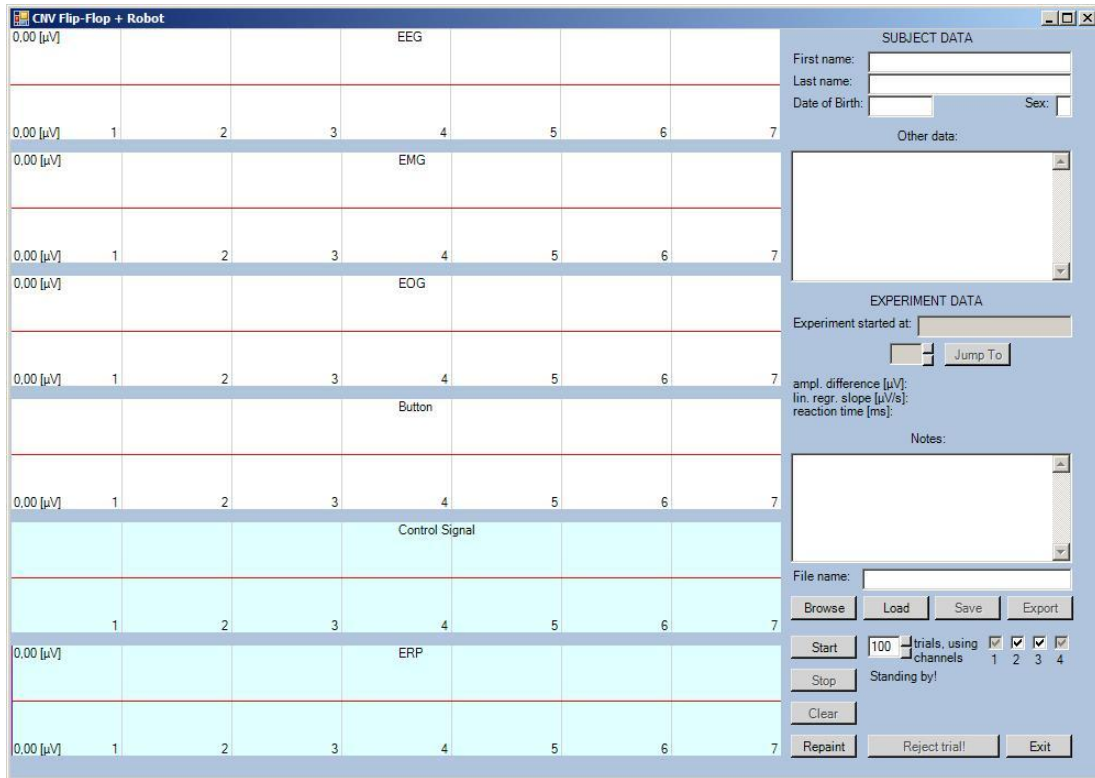 CNV Flip-Flop + Robot
0,00 [µV] EEG
0,00 [µV] 1 2 3 4 5 6 7
0,00 [µV] EMG
0,00 [µV] 1 2 3 4 5 6 7
0,00 [µV] EOG
0,00 [µV] 1 2 3 4 5 6 7
Button
0,00 [µV] 1 2 3 4 5 6 7
Control Signal
1 2 3 4 5 6 7
0,00 [µV] ERP
0,00 [µV] 1 2 3 4 5 6 7
SUBJECT DATA
First name:
Last name:
Date of Birth: Sex:
Other data:
EXPERIMENT DATA
Experiment started at:
Jump To
ampl. difference [µV]:
lin. regr. slope [µV/s]:
reaction time [ms]:
Notes:
File name:
Browse Load Save Export
Start 100 trials, using
channels 1 2 3 4
Stop Standing by!
Clear
Repaint Reject trial! Exit